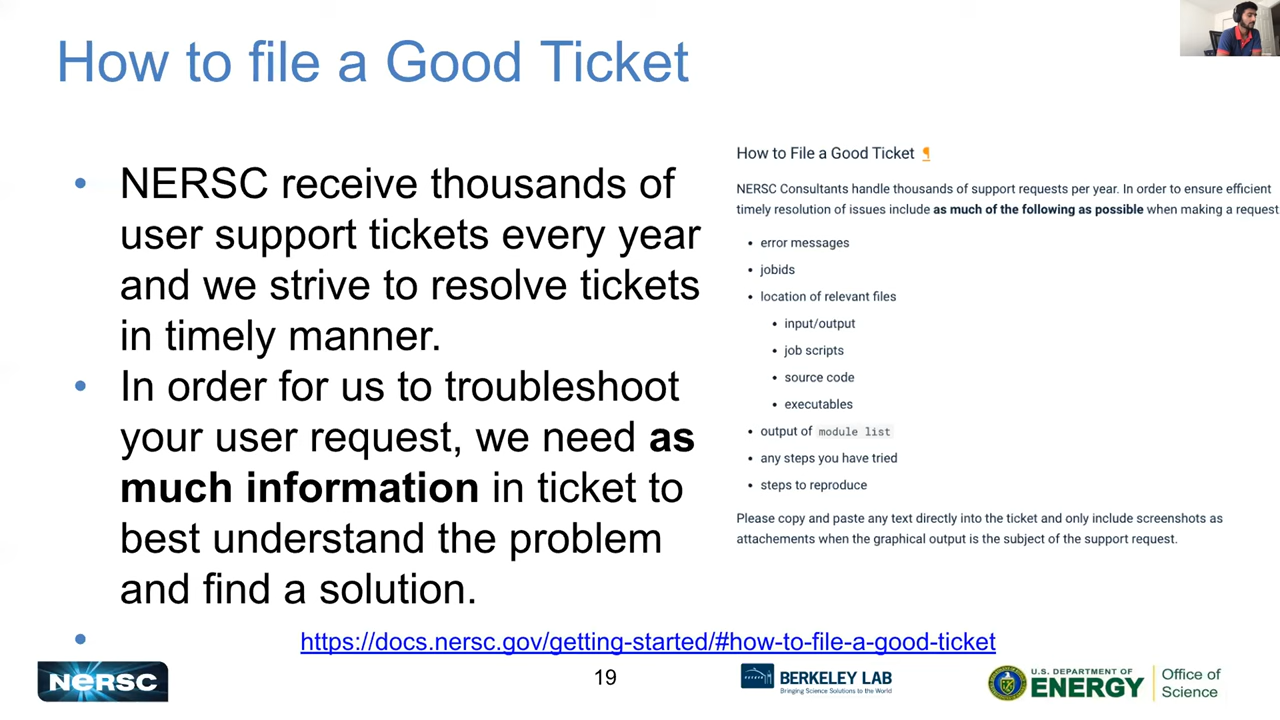 How to file a Good Ticket
• NERSC receive thousands of
user support tickets every year
and we strive to resolve tickets
in timely manner.
• In order for us to troubleshoot
your user request, we need as
much information in ticket to
best understand the problem
and find a solution.
•
https://docs.nersc.gov/getting-started/#how-to-file-a-good-ticket
How to File a Good Ticket ¶
NERSC Consultants handle thousands of support requests per year. In order to ensure efficient
timely resolution of issues include as much of the following as possible when making a request
• error messages
• jobids
• location of relevant files
• input/output
• job scripts
• source code
• executables
• output of module list
• any steps you have tried
• steps to reproduce
Please copy and paste any text directly into the ticket and only include screenshots as
attachements when the graphical output is the subject of the support request.
NERSC
19
BERKELEY LAB
Bringing Science Solutions to the World
U.S. DEPARTMENT OF
ENERGY
Office of
Science